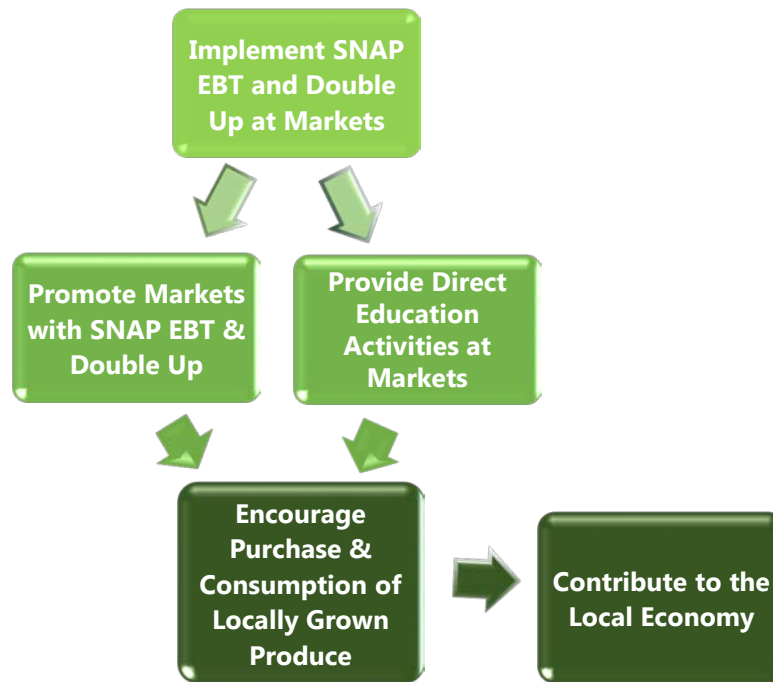 Implement SNAP
EBT and Double
Up at Markets
Promote Markets
with SNAP EBT &
Double Up
Provide Direct
Education
Activities at
Markets
Encourage
Purchase &
Consumption of
Locally Grown
Produce
Contribute to the
Local Economy